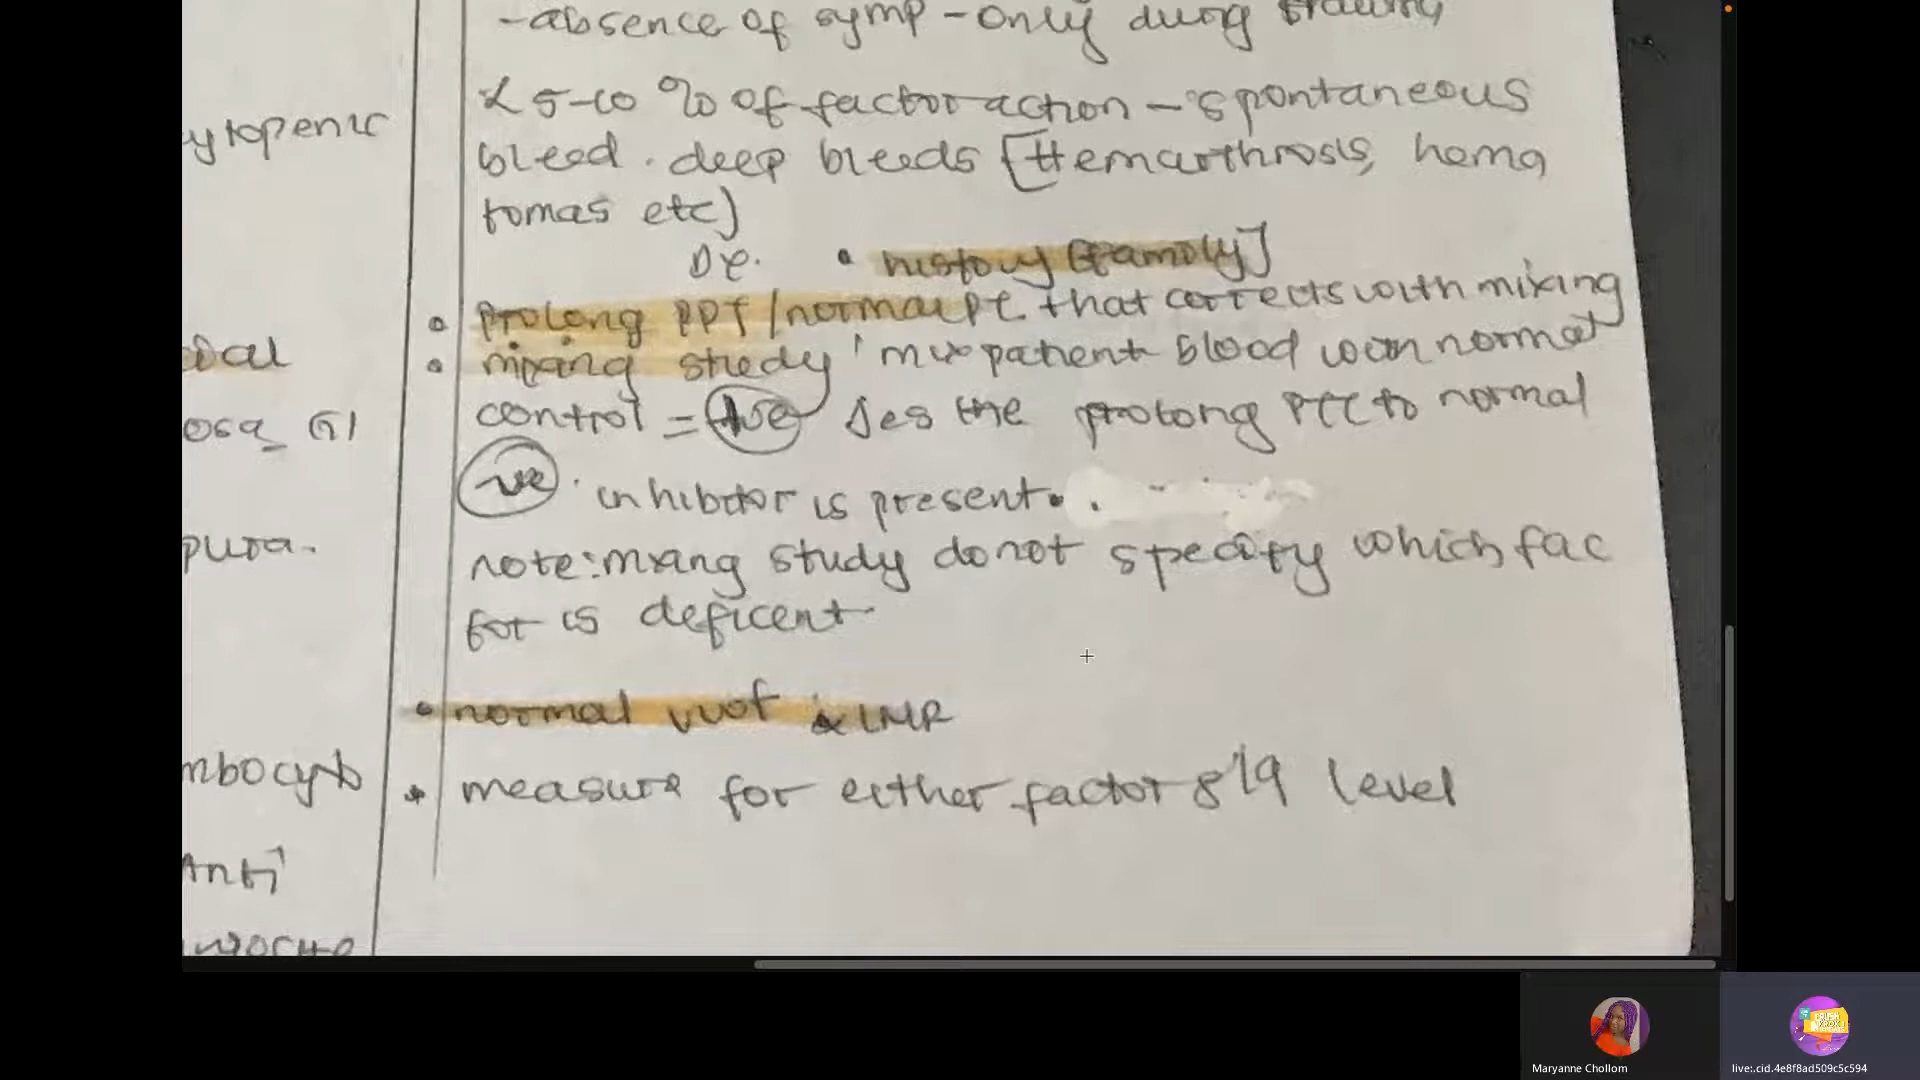 -absence of symp - only durg
ytopenic
< 5-10 % of factor action - spontaneous
bleed. deep bleeds [Hemarthrosis, hema
tomas etc]
Dx. • history [family]
• prolong PPT/normal PT. that corrects with mixing
• mixing study' mix patient blood with normal
control = +ve ↓es the prolong PTT to normal
-ve. inhibitor is present.
osa GI
note: mixing study do not specify which fac
pura.
tor is deficent
• normal vwf & INR
mbocyto
* measure for either factor 8/9 level
Anti
Maryanne Chollom
live:.cid.4e8f8ad509c5c594